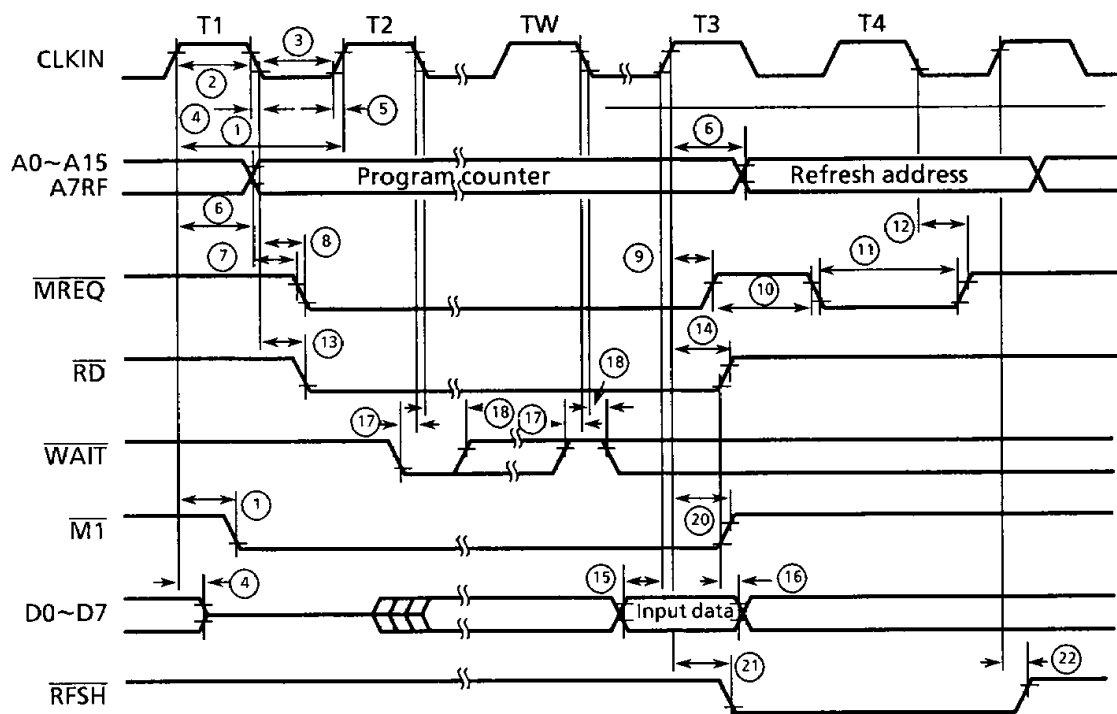 T1 T2 TW T3 T4
CLKIN
③
②
④ ⑤
① ⑥
A0~A15
A7RF
Program counter Refresh address
⑥ ⑫
⑧
⑦ ⑨ ⑪
MREQ
⑩
⑬ ⑭
RD
⑱
⑰ ⑱ ⑰
WAIT
① ⑳
M1
④ ⑮ ⑯
D0~D7 Input data
㉑ ㉒
RFSH